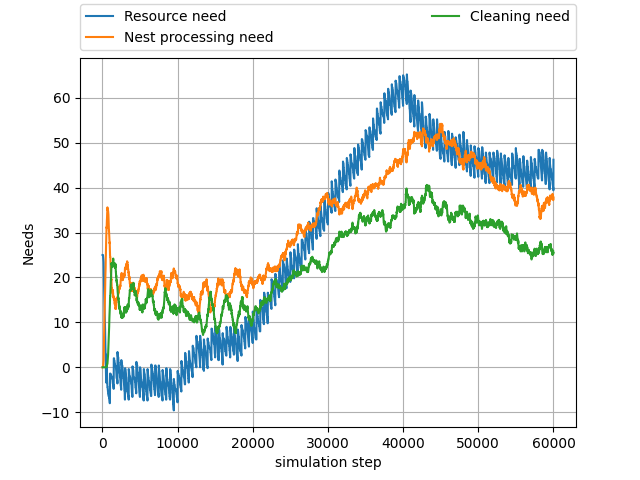 Resource need
Nest processing need
Cleaning need
60
50
40
30
20
10
0
−10
Needs
0 10000 20000 30000 40000 50000 60000
simulation step